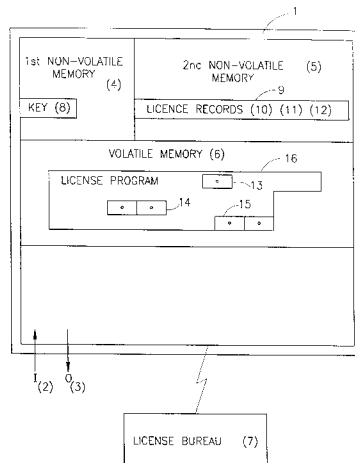 1
1st NON-VOLATILE
MEMORY
(4)
2nc NON-VOLATILE (5)
MEMORY
9
KEY (8)
LICENCE RECORDS (10) (11) (12)
VOLATILE MEMORY (6)
16
LICENSE PROGRAM
13
14
15
I (2)
O (3)
LICENSE BUREAU (7)